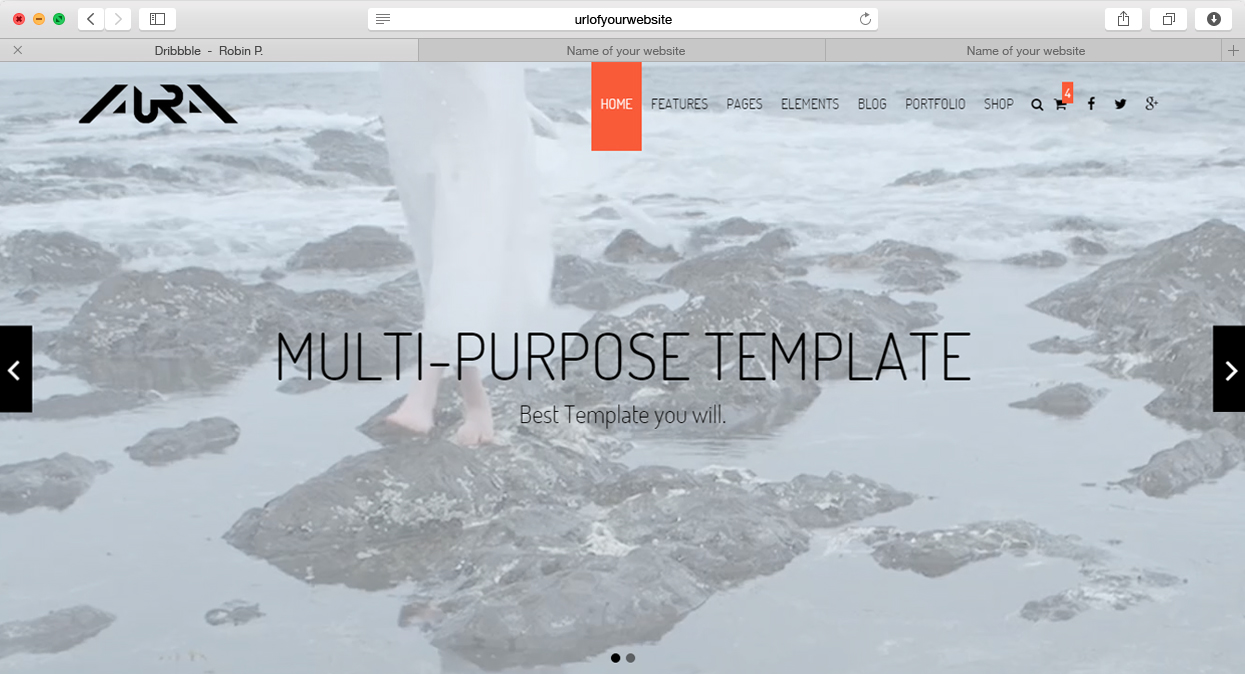 urlofyourwebsite
Dribbble - Robin P.
Name of your website
Name of your website
AURA
HOME FEATURES PAGES ELEMENTS BLOG PORTFOLIO SHOP 4 f g+
MULTI-PURPOSE TEMPLATE
Best Template you will.